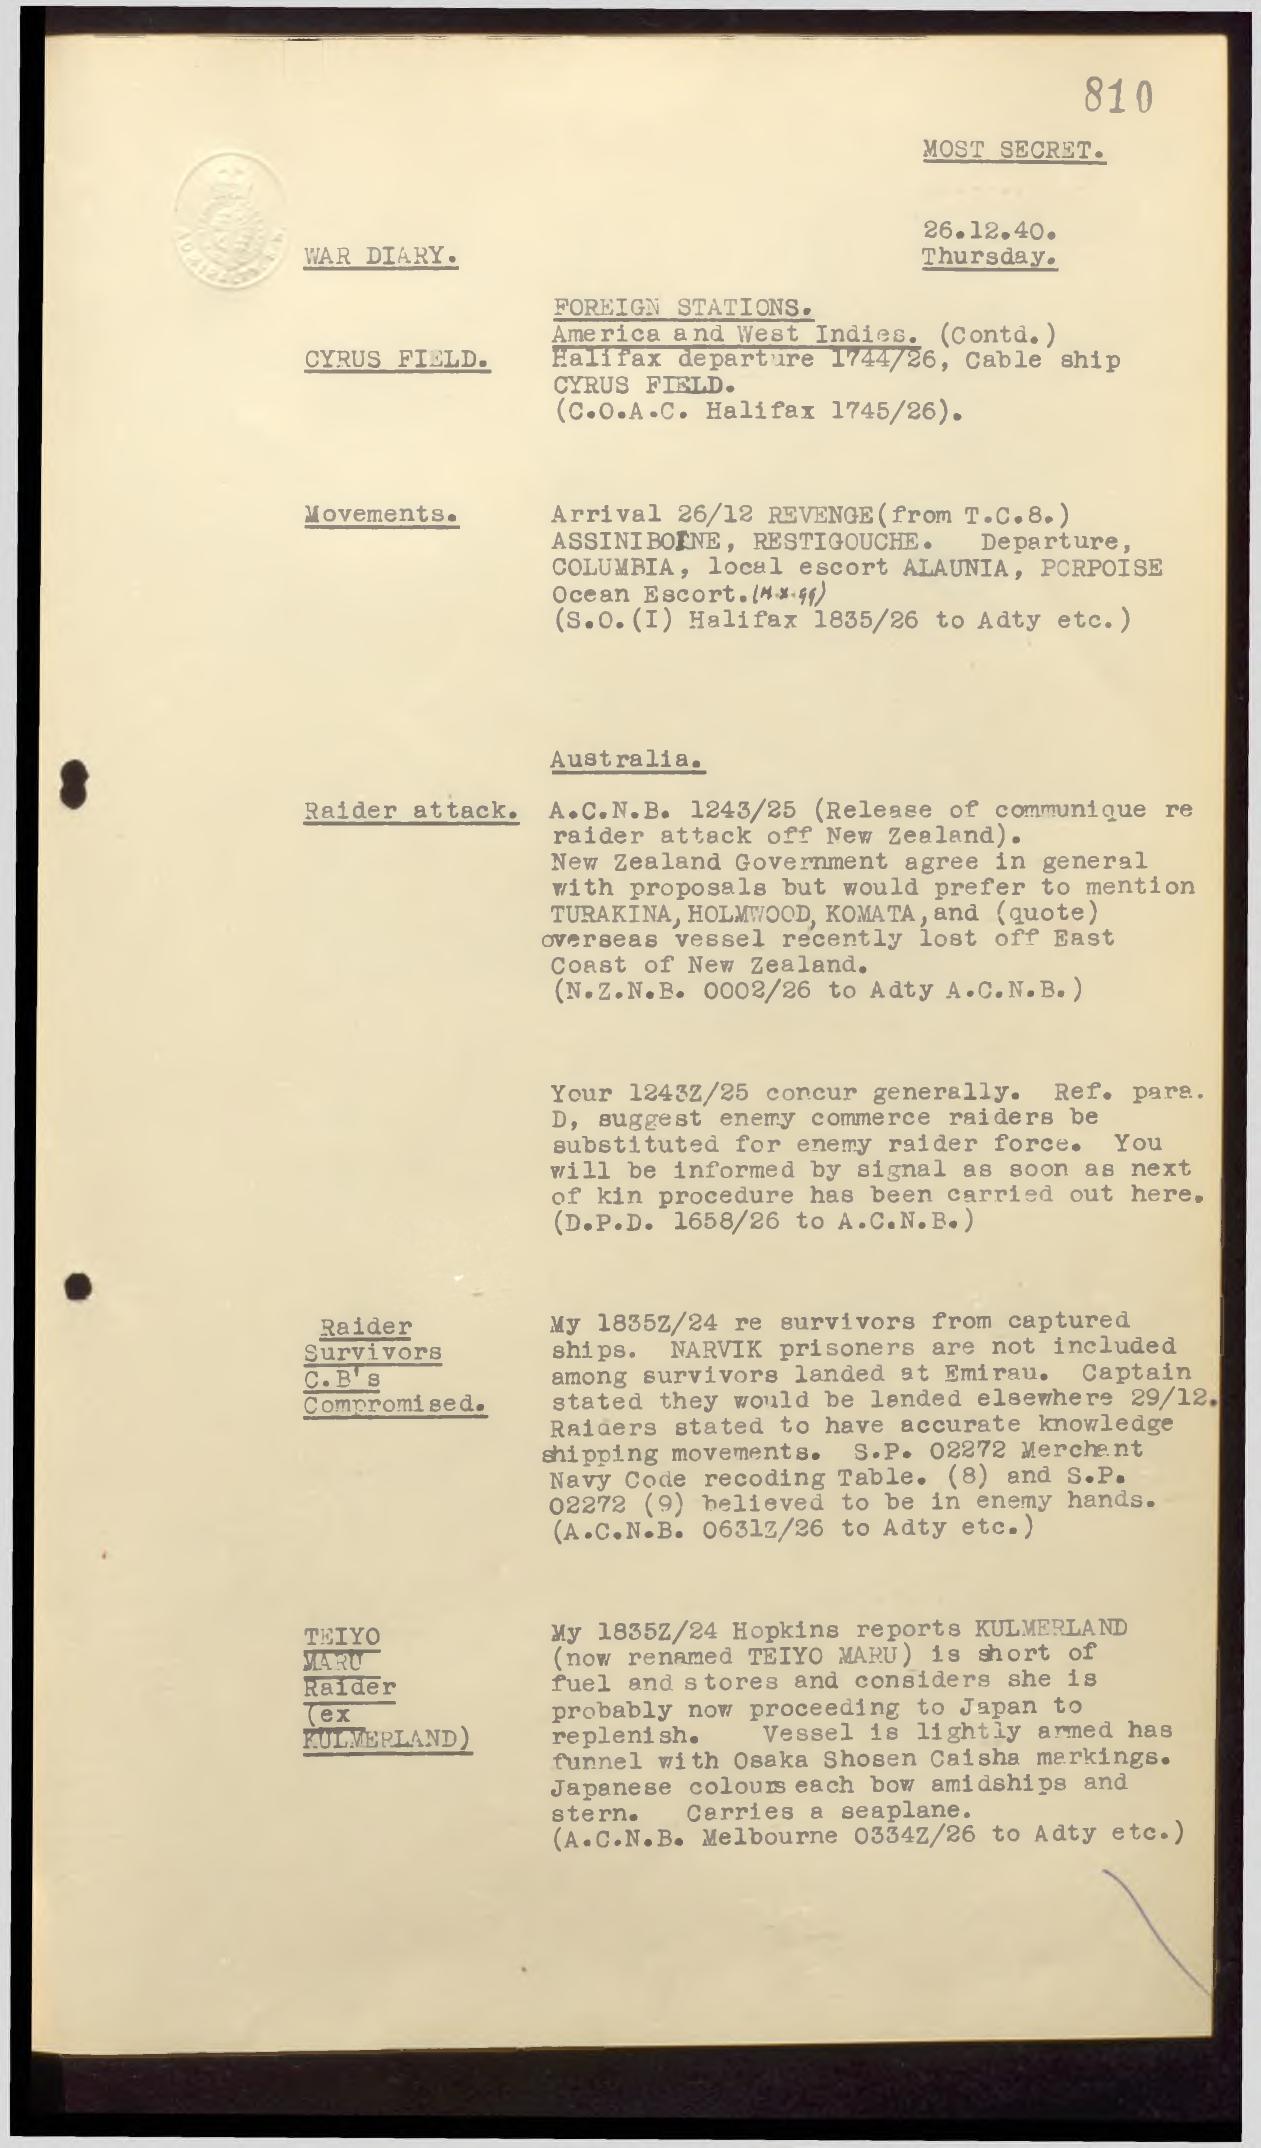 810
MOST SECRET.
26.12.40.
WAR DIARY. Thursday.
FOREIGN STATIONS.
America and West Indies. (Contd.)
CYRUS FIELD. Halifax departure 1744/26, Cable ship
CYRUS FIELD.
(C.O.A.C. Halifax 1745/26).
Movements. Arrival 26/12 REVENGE(from T.C.8.)
ASSINIBOINE, RESTIGOUCHE. Departure,
COLUMBIA, local escort ALAUNIA, PORPOISE
Ocean Escort. (H.X.99)
(S.O.(I) Halifax 1835/26 to Adty etc.)
Australia.
Raider attack. A.C.N.B. 1243/25 (Release of communique re
raider attack off New Zealand).
New Zealand Government agree in general
with proposals but would prefer to mention
TURAKINA, HOLMWOOD, KOMATA, and (quote)
overseas vessel recently lost off East
Coast of New Zealand.
(N.Z.N.B. 0002/26 to Adty A.C.N.B.)
Your 1243Z/25 concur generally. Ref. para.
D, suggest enemy commerce raiders be
substituted for enemy raider force. You
will be informed by signal as soon as next
of kin procedure has been carried out here.
(D.P.D. 1658/26 to A.C.N.B.)
Raider My 1835Z/24 re survivors from captured
Survivors ships. NARVIK prisoners are not included
C.B's among survivors landed at Emirau. Captain
Compromised. stated they would be landed elsewhere 29/12.
Raiders stated to have accurate knowledge
shipping movements. S.P. 02272 Merchant
Navy Code recoding Table. (8) and S.P.
02272 (9) believed to be in enemy hands.
(A.C.N.B. 0631Z/26 to Adty etc.)
TEIYO My 1835Z/24 Hopkins reports KULMERLAND
MARU (now renamed TEIYO MARU) is short of
Raider fuel and stores and considers she is
(ex probably now proceeding to Japan to
KULMERLAND) replenish. Vessel is lightly armed has
funnel with Osaka Shosen Caisha markings.
Japanese colours each bow amidships and
stern. Carries a seaplane.
(A.C.N.B. Melbourne 0334Z/26 to Adty etc.)